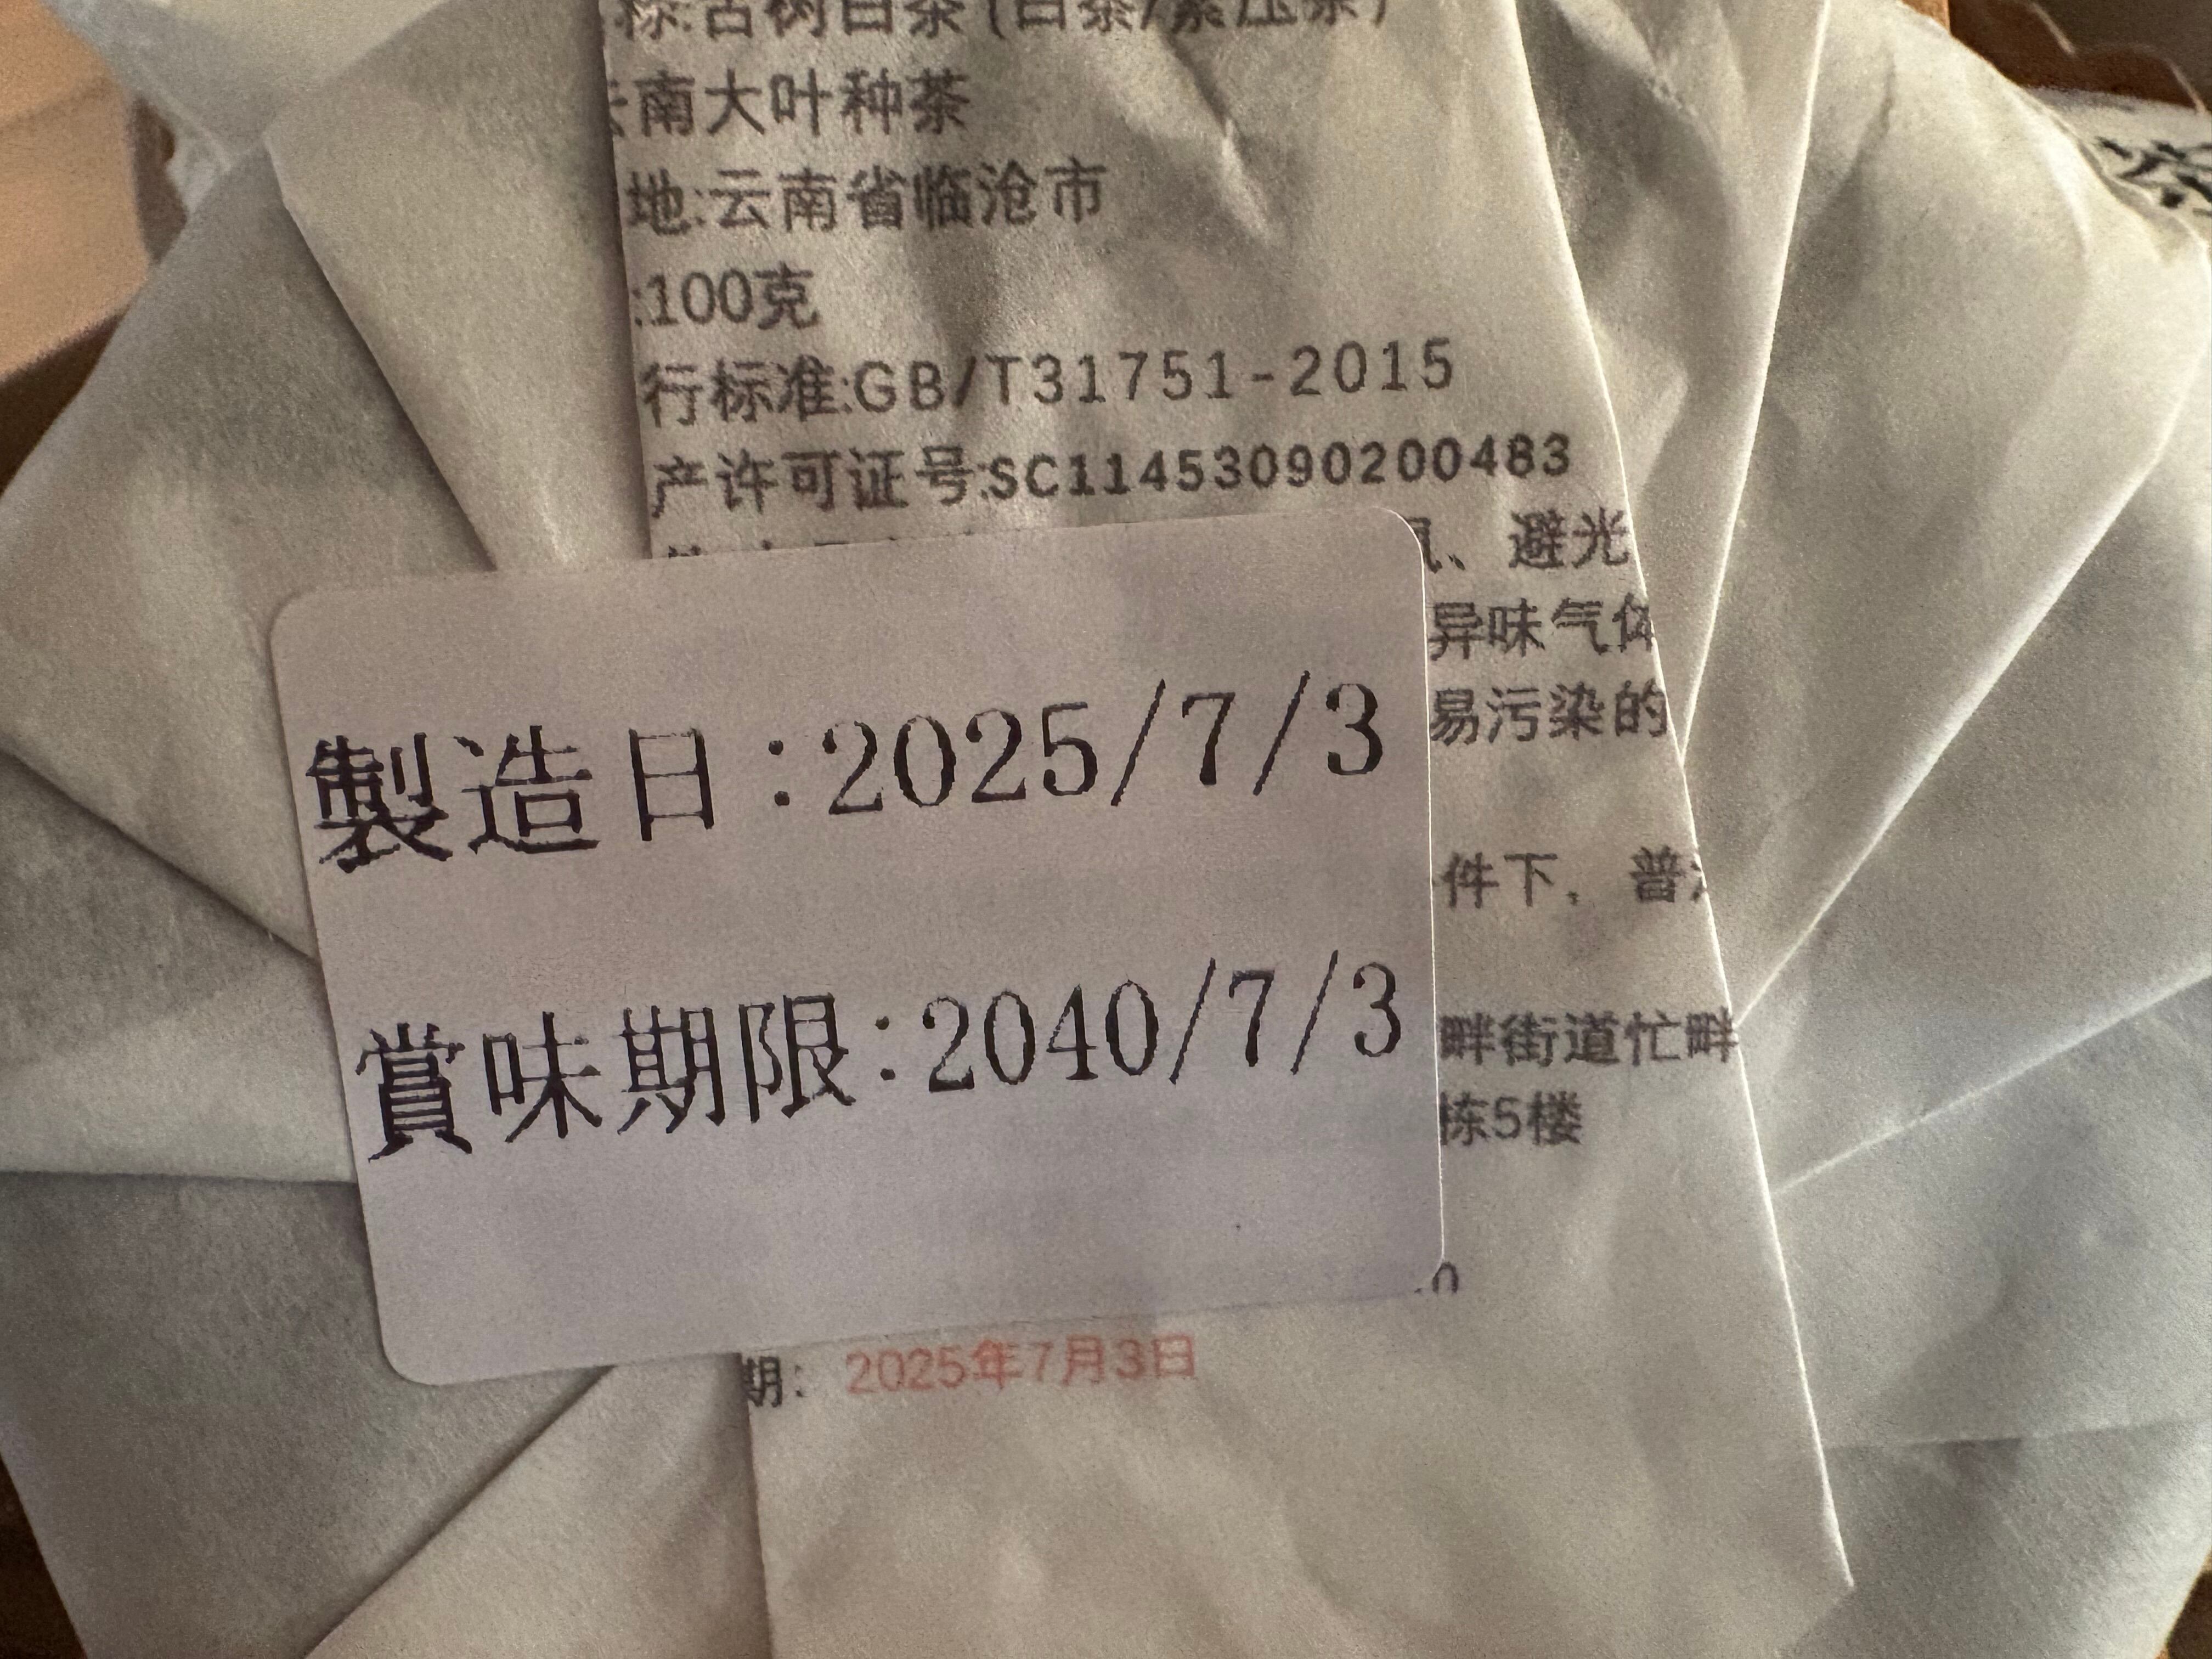 标:古树白茶(白茶/紧压茶)
南大叶种茶
地:云南省临沧市
:100克
行标准:GB/T31751-2015
产许可证号:SC11453090200483
、避光
异味气体
易污染的
製造日:2025/7/3
件下,普
賞味期限:2040/7/3
畔街道忙畔
栋5楼
期: 2025年7月3日
茶